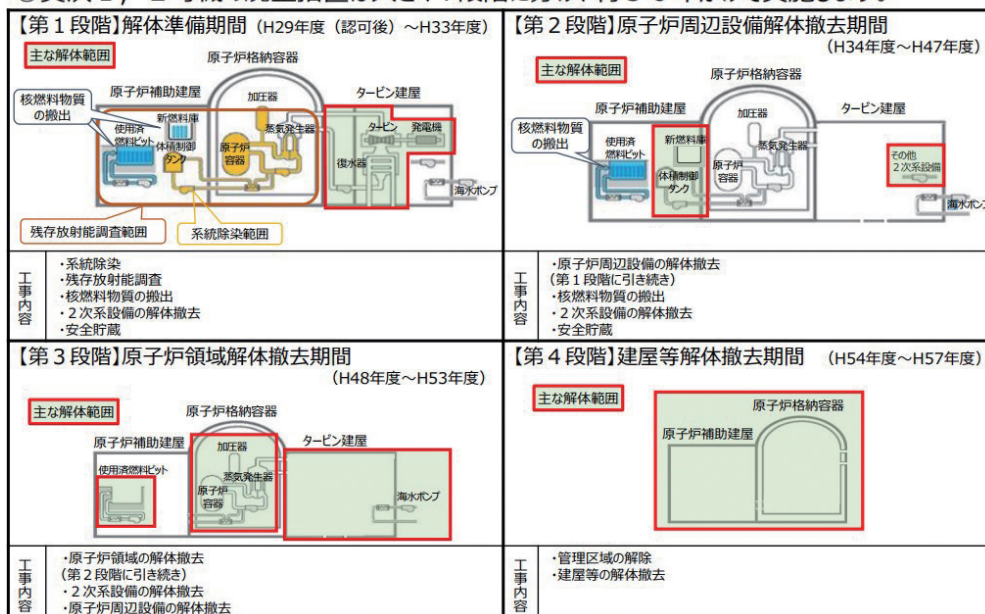 【第１段階】解体準備期間（H29年度（認可後）～H33年度）
主な解体範囲
原子炉格納容器
原子炉補助建屋
タービン建屋
核燃料物質の搬出
新燃料庫
使用済燃料ピット
体積制御タンク
加圧器
蒸気発生器
原子炉容器
タービン
発電機
復水器
海水ポンプ
残存放射能調査範囲
系統除染範囲
工事内容
・系統除染
・残存放射能調査
・核燃料物質の搬出
・２次系設備の解体撤去
・安全貯蔵
【第２段階】原子炉周辺設備解体撤去期間
（H34年度～H47年度）
主な解体範囲
原子炉格納容器
原子炉補助建屋
タービン建屋
核燃料物質の搬出
新燃料庫
使用済燃料ピット
体積制御タンク
加圧器
蒸気発生器
原子炉容器
その他２次系設備
海水ポンプ
工事内容
・原子炉周辺設備の解体撤去
（第１段階に引き続き）
・核燃料物質の搬出
・２次系設備の解体撤去
・安全貯蔵
【第３段階】原子炉領域解体撤去期間
（H48年度～H53年度）
主な解体範囲
原子炉格納容器
原子炉補助建屋
タービン建屋
使用済燃料ピット
加圧器
蒸気発生器
原子炉容器
海水ポンプ
工事内容
・原子炉領域の解体撤去
（第２段階に引き続き）
・２次系設備の解体撤去
・原子炉周辺設備の解体撤去
【第４段階】建屋等解体撤去期間（H54年度～H57年度）
主な解体範囲
原子炉格納容器
原子炉補助建屋
工事内容
・管理区域の解除
・建屋等の解体撤去